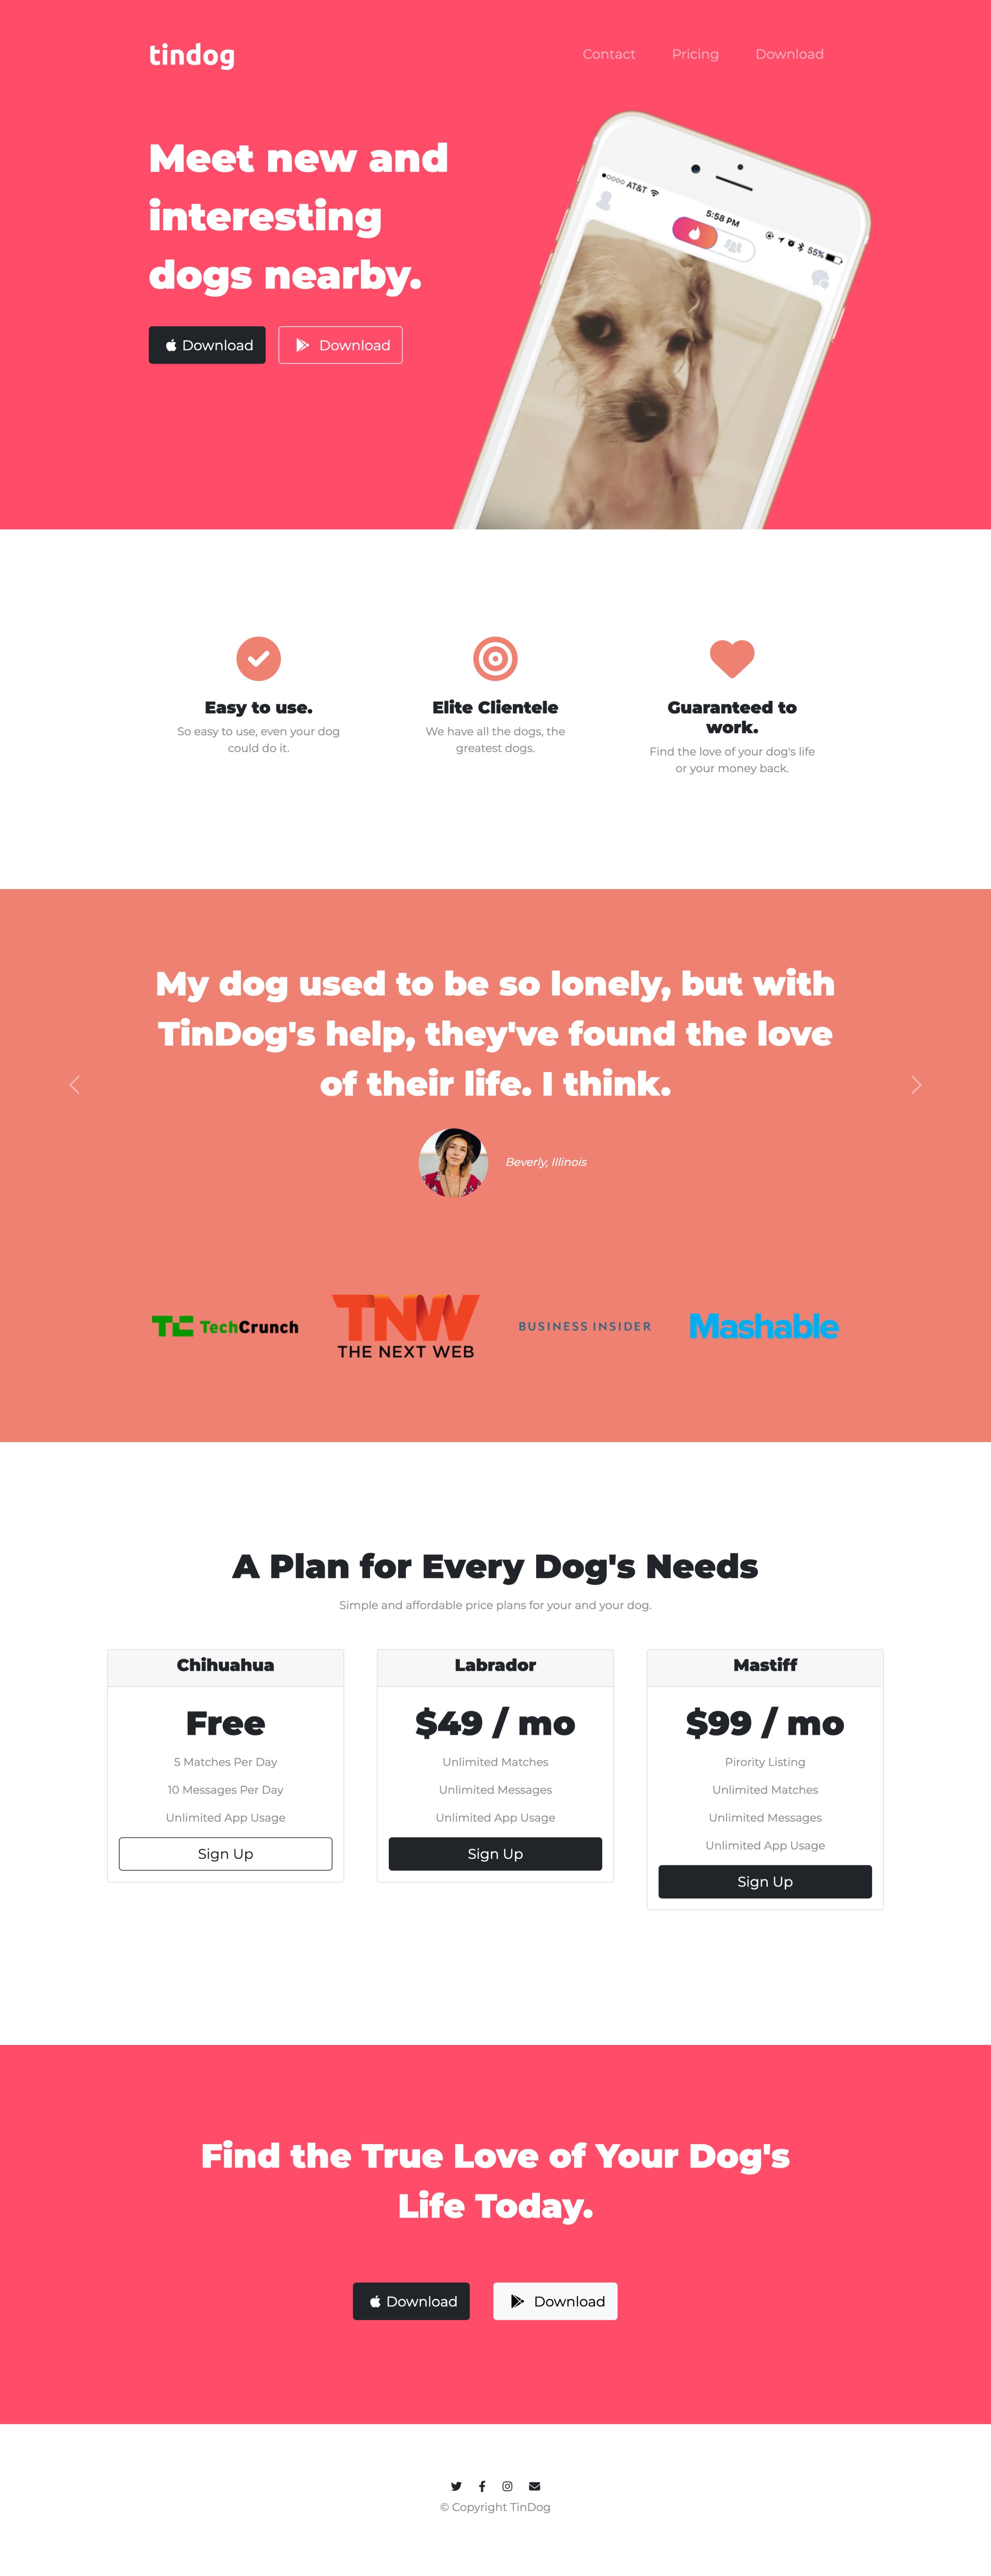 tindog
Contact Pricing Download
Meet new and
interesting
dogs nearby.
Download Download
AT&T 5:58 PM 55%
Easy to use.
So easy to use, even your dog
could do it.
Elite Clientele
We have all the dogs, the
greatest dogs.
Guaranteed to
work.
Find the love of your dog's life
or your money back.
My dog used to be so lonely, but with
TinDog's help, they've found the love
of their life. I think.
Beverly, Illinois
TC TechCrunch
TNW
THE NEXT WEB
BUSINESS INSIDER
Mashable
A Plan for Every Dog's Needs
Simple and affordable price plans for your and your dog.
Chihuahua
Free
5 Matches Per Day
10 Messages Per Day
Unlimited App Usage
Sign Up
Labrador
$49 / mo
Unlimited Matches
Unlimited Messages
Unlimited App Usage
Sign Up
Mastiff
$99 / mo
Pirority Listing
Unlimited Matches
Unlimited Messages
Unlimited App Usage
Sign Up
Find the True Love of Your Dog's
Life Today.
Download Download
© Copyright TinDog